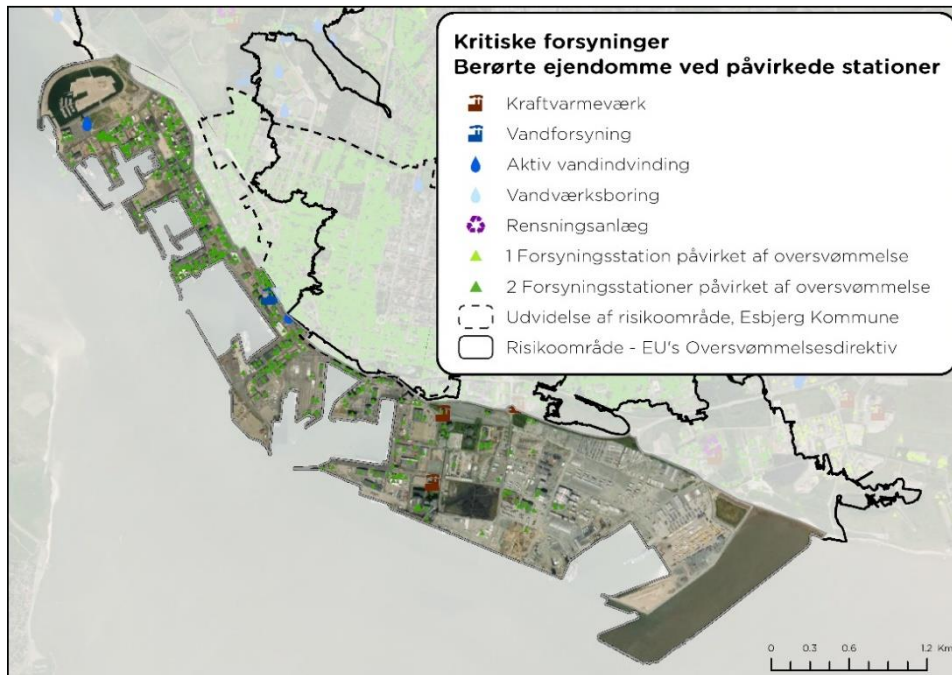 Kritiske forsyninger
Berørte ejendomme ved påvirkede stationer
Kraftvarmeværk
Vandforsyning
Aktiv vandindvinding
Vandværksboring
Rensningsanlæg
1 Forsyningsstation påvirket af oversvømmelse
2 Forsyningsstationer påvirket af oversvømmelse
Udvidelse af risikoområde, Esbjerg Kommune
Risikoområde - EU's Oversvømmelsesdirektiv
0 0.3 0.6 1.2 Km